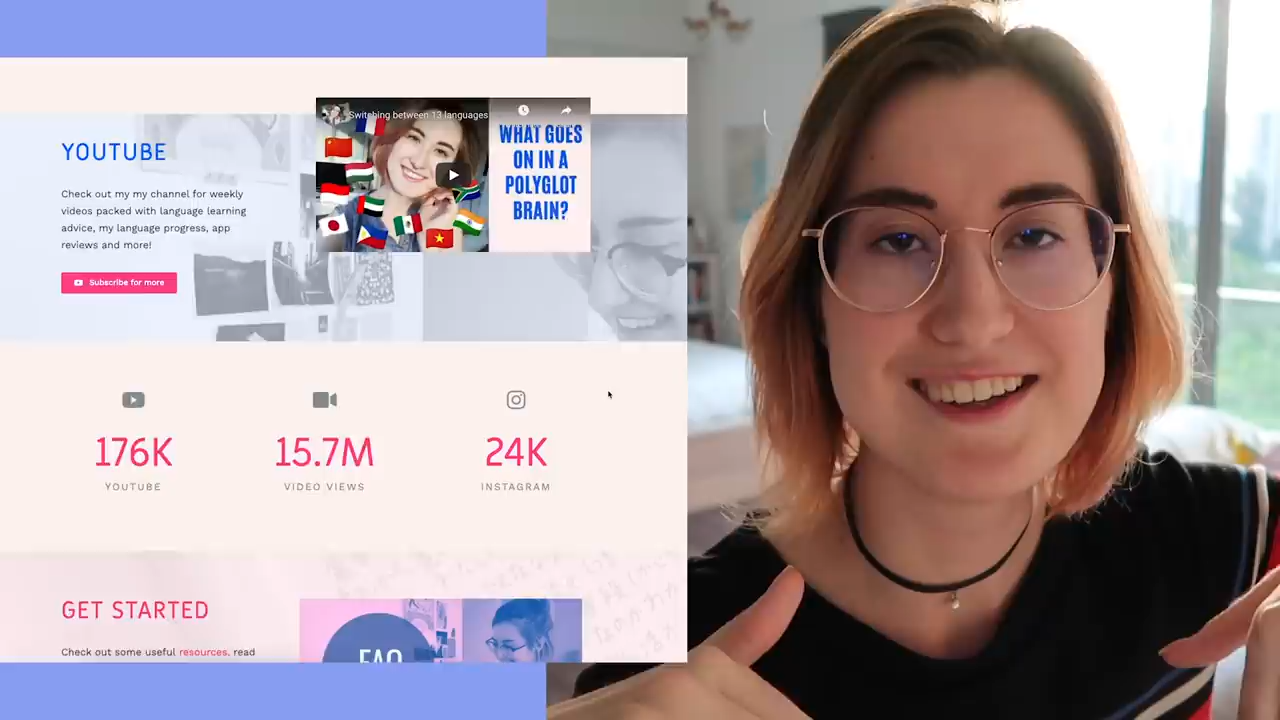 Switching between 13 languages
WHAT GOES
ON IN A
POLYGLOT
BRAIN?
YOUTUBE
Check out my my channel for weekly
videos packed with language learning
advice, my language progress, app
reviews and more!
Subscribe for more
176K
YOUTUBE
15.7M
VIDEO VIEWS
24K
INSTAGRAM
GET STARTED
Check out some useful resources, read
FAQ